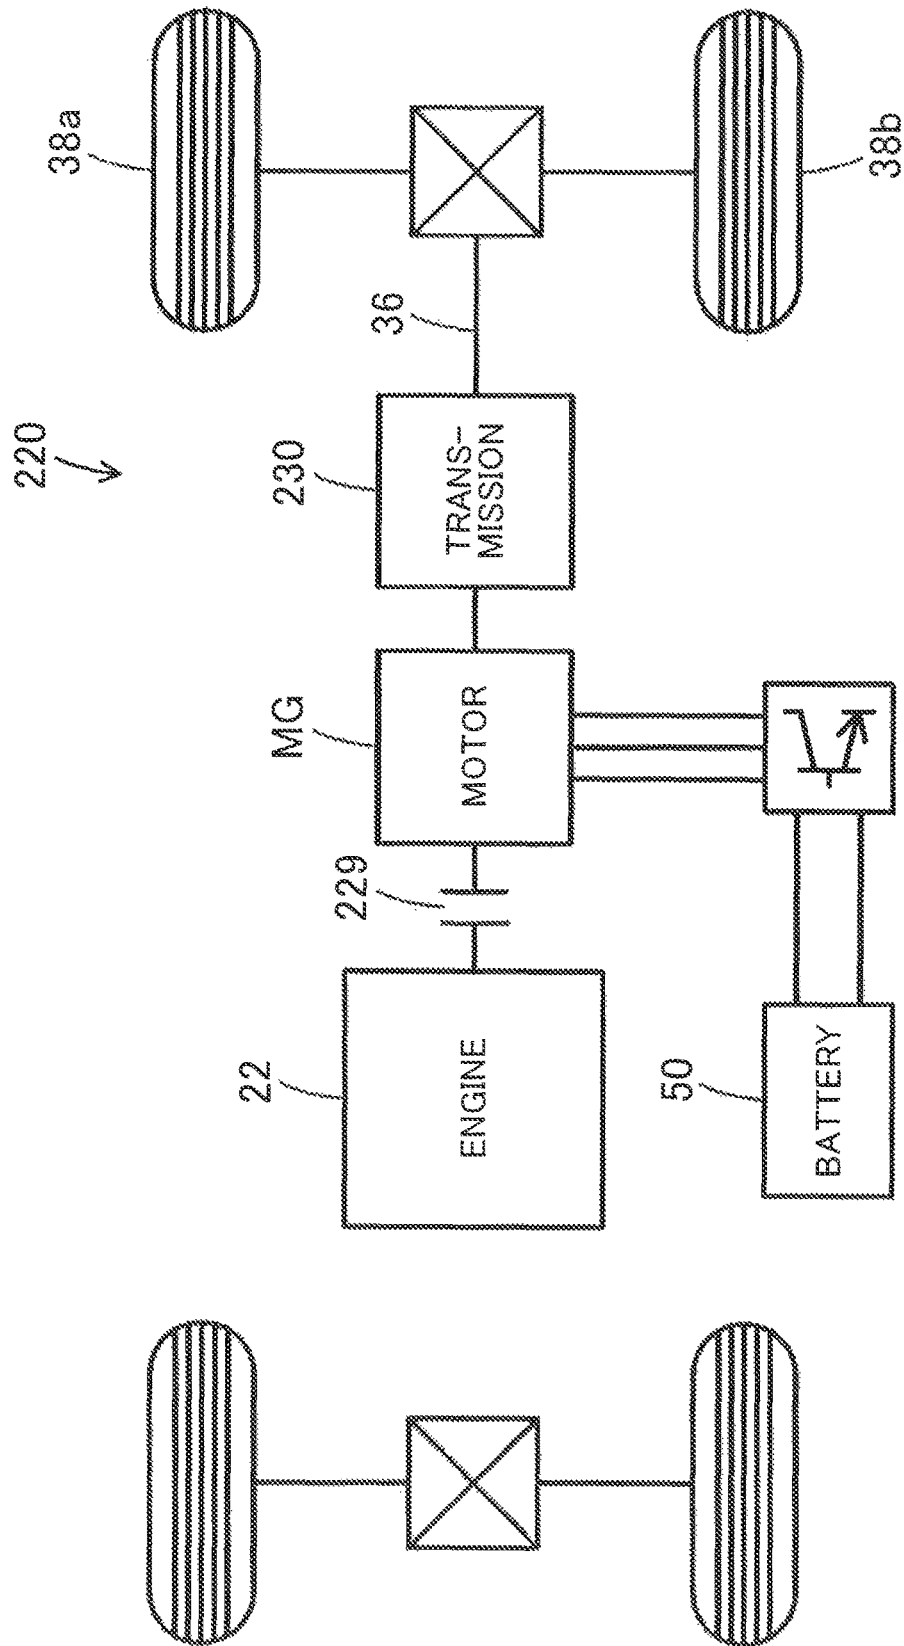 220
38a
36
230
TRANS-
MISSION
MG
MOTOR
229
22
ENGINE
50
BATTERY
38b